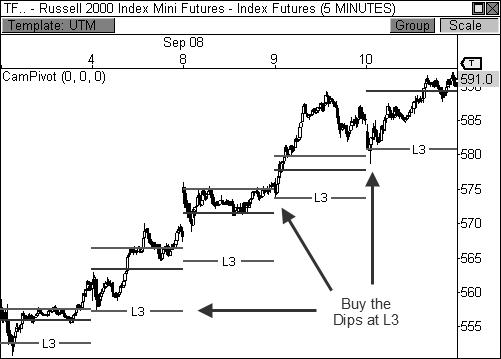 TF.. - Russell 2000 Index Mini Futures - Index Futures (5 MINUTES)
Template: UTM
Group
Scale
Sep 08
4
8
9
10
T
CamPivot (0, 0, 0)
591.0
585
580
575
570
565
560
555
L3
L3
L3
L3
L3
Buy the
Dips at L3